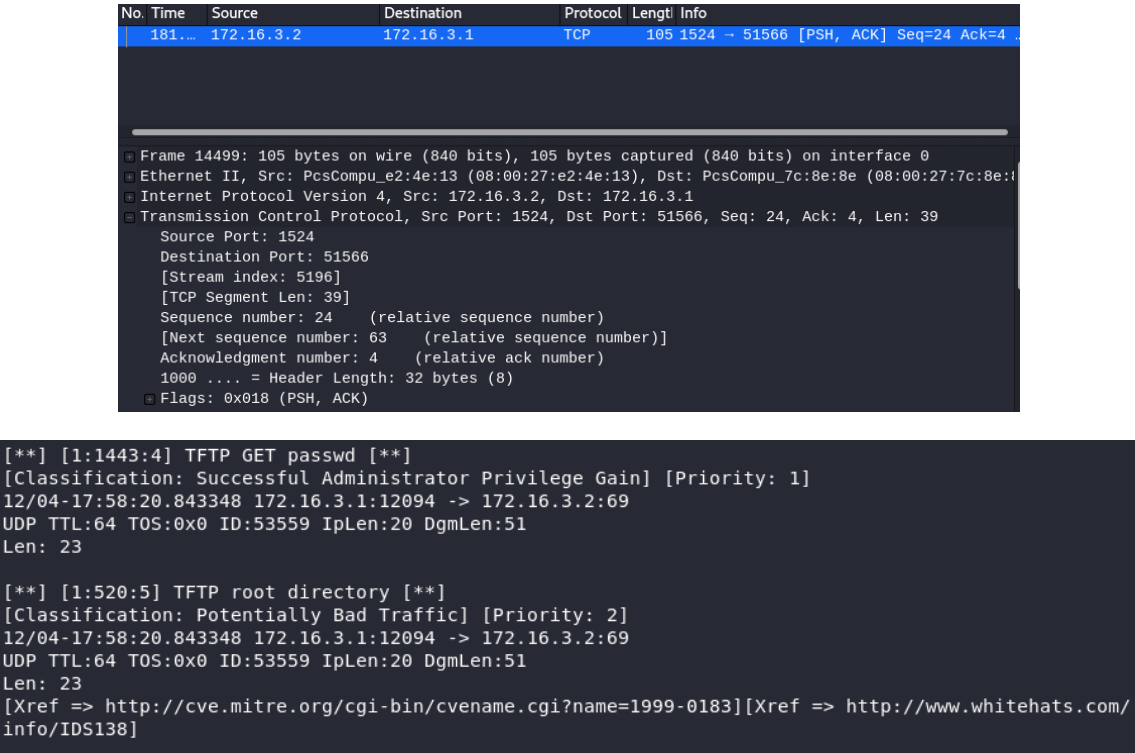 No. Time Source Destination Protocol Lengtl Info
181.… 172.16.3.2 172.16.3.1 TCP 105 1524 → 51566 [PSH, ACK] Seq=24 Ack=4 …
Frame 14499: 105 bytes on wire (840 bits), 105 bytes captured (840 bits) on interface 0
Ethernet II, Src: PcsCompu_e2:4e:13 (08:00:27:e2:4e:13), Dst: PcsCompu_7c:8e:8e (08:00:27:7c:8e:
Internet Protocol Version 4, Src: 172.16.3.2, Dst: 172.16.3.1
Transmission Control Protocol, Src Port: 1524, Dst Port: 51566, Seq: 24, Ack: 4, Len: 39
Source Port: 1524
Destination Port: 51566
[Stream index: 5196]
[TCP Segment Len: 39]
Sequence number: 24 (relative sequence number)
[Next sequence number: 63 (relative sequence number)]
Acknowledgment number: 4 (relative ack number)
1000 .... = Header Length: 32 bytes (8)
Flags: 0x018 (PSH, ACK)
[**] [1:1443:4] TFTP GET passwd [**]
[Classification: Successful Administrator Privilege Gain] [Priority: 1]
12/04-17:58:20.843348 172.16.3.1:12094 -> 172.16.3.2:69
UDP TTL:64 TOS:0x0 ID:53559 IpLen:20 DgmLen:51
Len: 23
[**] [1:520:5] TFTP root directory [**]
[Classification: Potentially Bad Traffic] [Priority: 2]
12/04-17:58:20.843348 172.16.3.1:12094 -> 172.16.3.2:69
UDP TTL:64 TOS:0x0 ID:53559 IpLen:20 DgmLen:51
Len: 23
[Xref => http://cve.mitre.org/cgi-bin/cvename.cgi?name=1999-0183][Xref => http://www.whitehats.com/
info/IDS138]